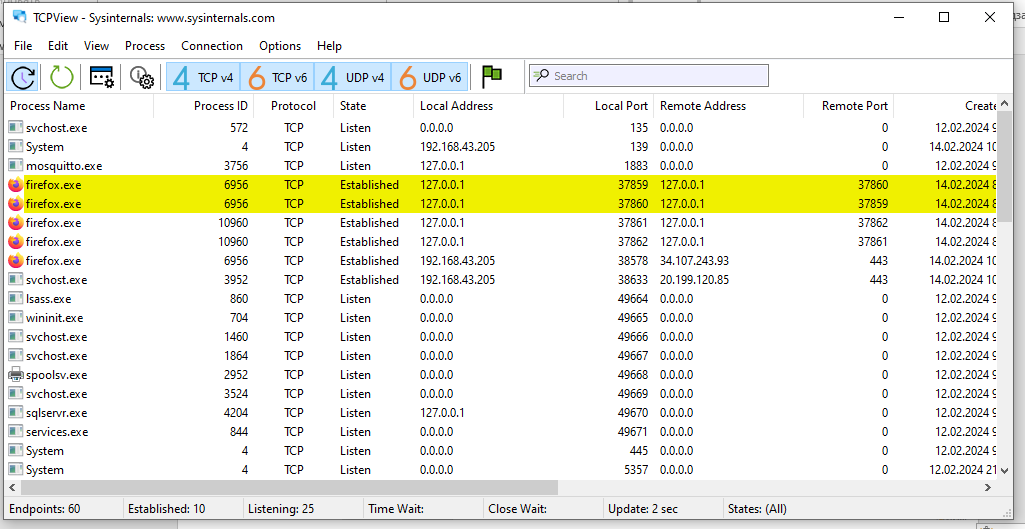 TCPView - Sysinternals: www.sysinternals.com
File Edit View Process Connection Options Help
4 TCP v4 6 TCP v6 4 UDP v4 6 UDP v6 Search
Process Name Process ID Protocol State Local Address Local Port Remote Address Remote Port Create
svchost.exe 572 TCP Listen 0.0.0.0 135 0.0.0.0 0 12.02.2024 9
System 4 TCP Listen 192.168.43.205 139 0.0.0.0 0 14.02.2024 10
mosquitto.exe 3756 TCP Listen 127.0.0.1 1883 0.0.0.0 0 12.02.2024 9
firefox.exe 6956 TCP Established 127.0.0.1 37859 127.0.0.1 37860 14.02.2024 8
firefox.exe 6956 TCP Established 127.0.0.1 37860 127.0.0.1 37859 14.02.2024 8
firefox.exe 10960 TCP Established 127.0.0.1 37861 127.0.0.1 37862 14.02.2024 8
firefox.exe 10960 TCP Established 127.0.0.1 37862 127.0.0.1 37861 14.02.2024 8
firefox.exe 6956 TCP Established 192.168.43.205 38578 34.107.243.93 443 14.02.2024 10
svchost.exe 3952 TCP Established 192.168.43.205 38633 20.199.120.85 443 14.02.2024 10
lsass.exe 860 TCP Listen 0.0.0.0 49664 0.0.0.0 0 12.02.2024 9
wininit.exe 704 TCP Listen 0.0.0.0 49665 0.0.0.0 0 12.02.2024 9
svchost.exe 1460 TCP Listen 0.0.0.0 49666 0.0.0.0 0 12.02.2024 9
svchost.exe 1864 TCP Listen 0.0.0.0 49667 0.0.0.0 0 12.02.2024 9
spoolsv.exe 2952 TCP Listen 0.0.0.0 49668 0.0.0.0 0 12.02.2024 9
svchost.exe 3524 TCP Listen 0.0.0.0 49669 0.0.0.0 0 12.02.2024 9
sqlservr.exe 4204 TCP Listen 127.0.0.1 49670 0.0.0.0 0 12.02.2024 9
services.exe 844 TCP Listen 0.0.0.0 49671 0.0.0.0 0 12.02.2024 9
System 4 TCP Listen 0.0.0.0 445 0.0.0.0 0 12.02.2024 9
System 4 TCP Listen 0.0.0.0 5357 0.0.0.0 0 12.02.2024 21
Endpoints: 60 Established: 10 Listening: 25 Time Wait: Close Wait: Update: 2 sec States: (All)